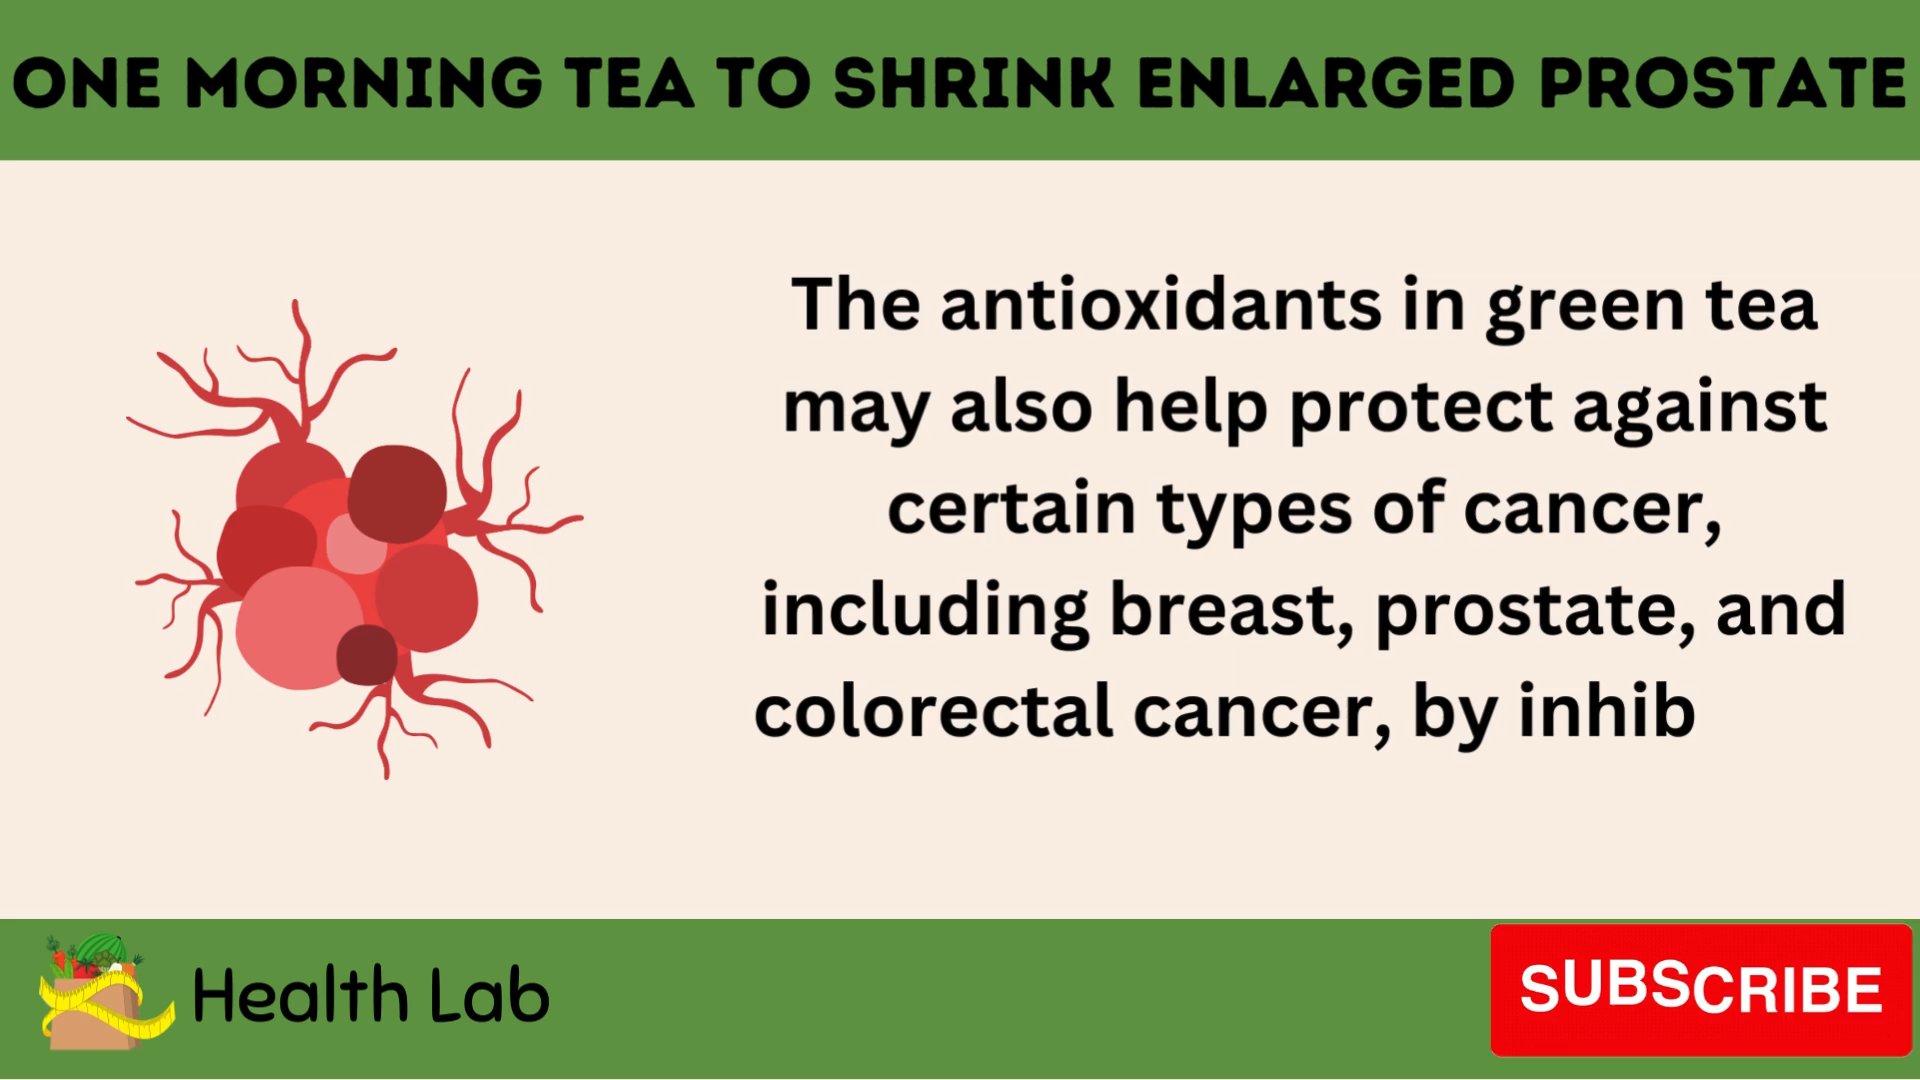 ONE MORNING TEA TO SHRINK ENLARGED PROSTATE
The antioxidants in green tea
may also help protect against
certain types of cancer,
including breast, prostate, and
colorectal cancer, by inhib
Health Lab
SUBSCRIBE